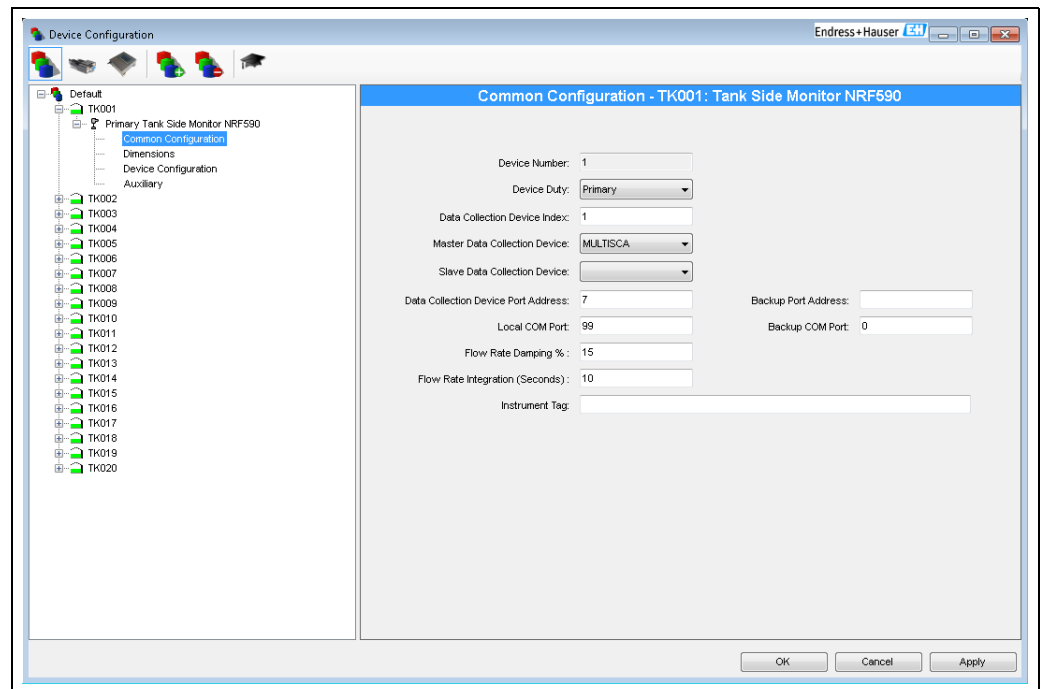 Device Configuration
Endress+Hauser EH
Default
TK001
Primary Tank Side Monitor NRF590
Common Configuration
Dimensions
Device Configuration
Auxiliary
TK002
TK003
TK004
TK005
TK006
TK007
TK008
TK009
TK010
TK011
TK012
TK013
TK014
TK015
TK016
TK017
TK018
TK019
TK020
Common Configuration - TK001: Tank Side Monitor NRF590
Device Number: 1
Device Duty: Primary
Data Collection Device Index: 1
Master Data Collection Device: MULTISCA
Slave Data Collection Device:
Data Collection Device Port Address: 7 Backup Port Address:
Local COM Port: 99 Backup COM Port: 0
Flow Rate Damping % : 15
Flow Rate Integration (Seconds) : 10
Instrument Tag:
OK Cancel Apply